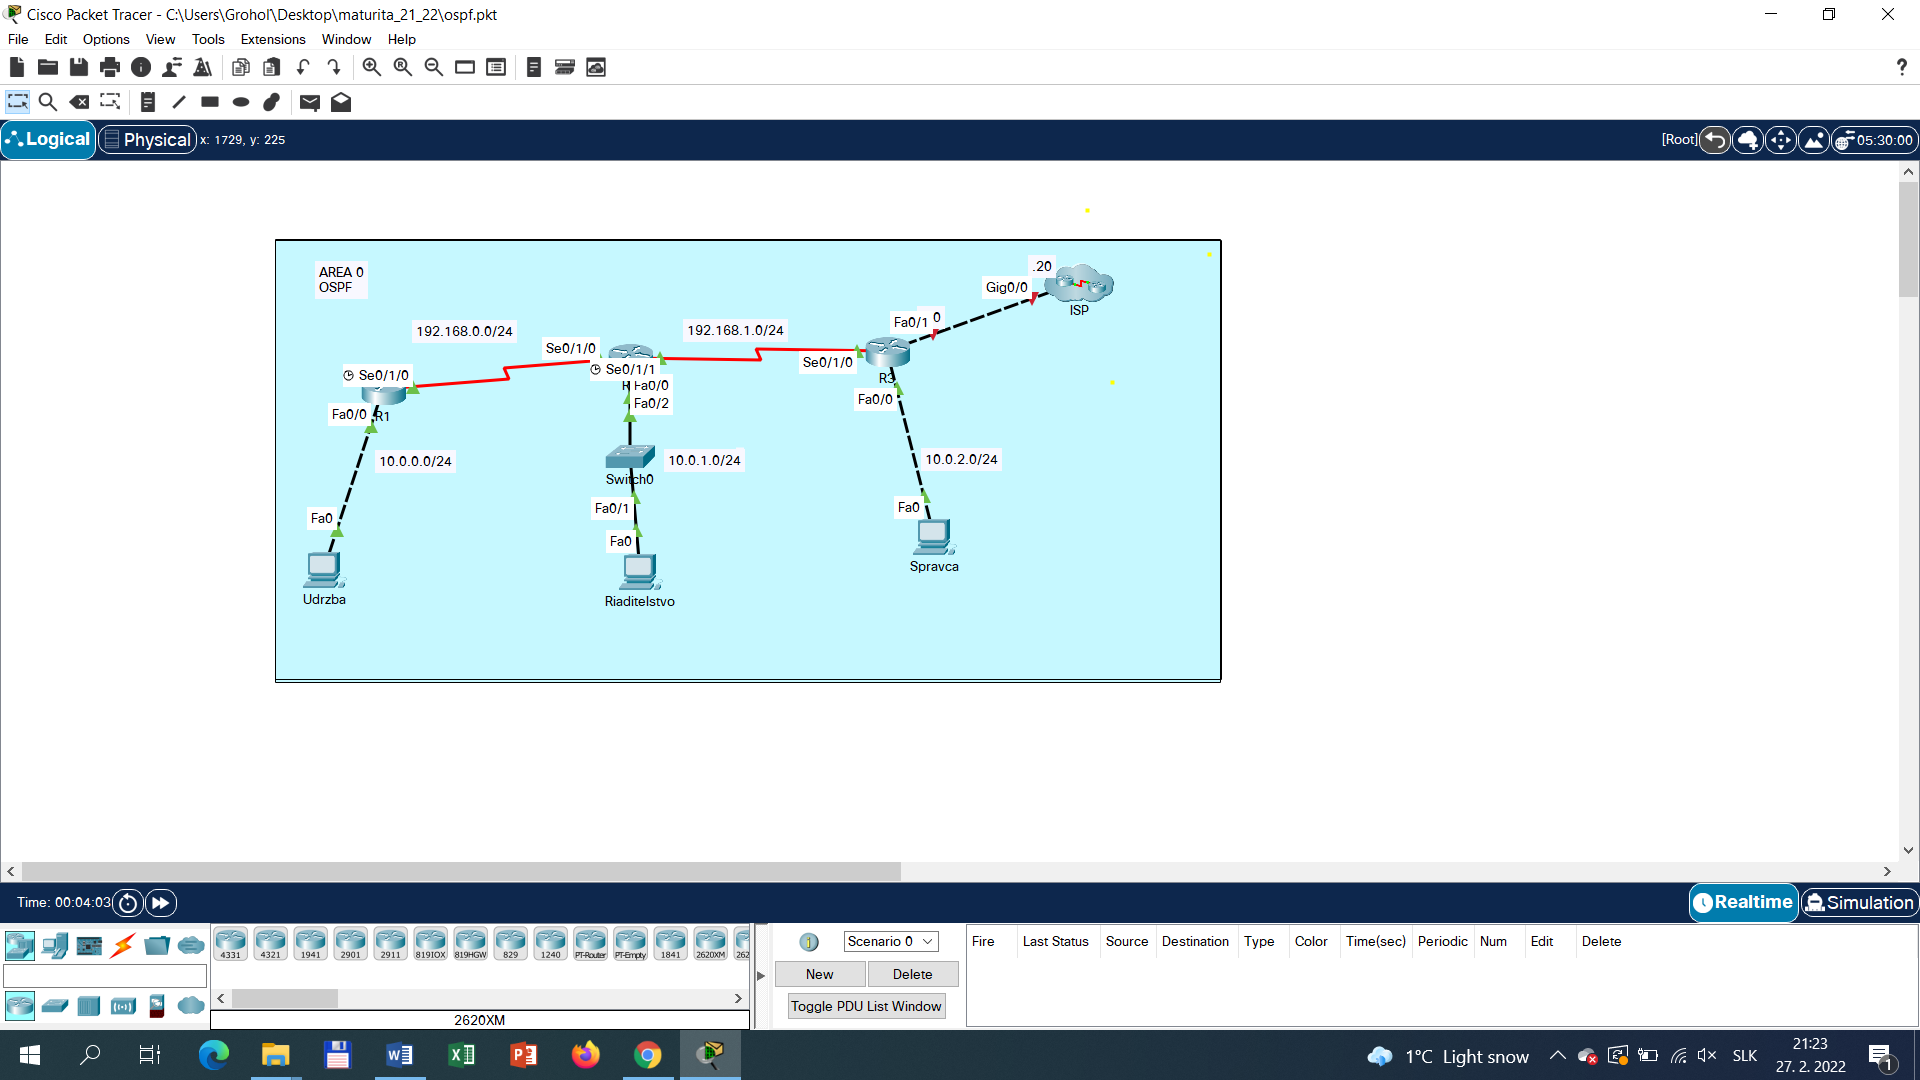 Cisco Packet Tracer - C:\Users\Grohoľ\Desktop\maturita_21_22\ospf.pkt
File Edit Options View Tools Extensions Window Help
Logical Physical x: 1729, y: 225 [Root] 05:30:00
AREA 0
OSPF
.20
Gig0/0
ISP
Fa0/1 0
192.168.0.0/24
192.168.1.0/24
Se0/1/0
Se0/1/0
Se0/1/1
Se0/1/0
R3
Fa0/0
Fa0/2
Fa0/0
Fa0/0
R1
10.0.0.0/24
10.0.1.0/24
10.0.2.0/24
Switch0
Fa0/1
Fa0
Fa0
Fa0
Spravca
Udrzba
Riaditelstvo
Time: 00:04:03
Realtime Simulation
4331 4321 1941 2901 2911 819IOX 819HGW 829 1240 PT-Router PT-Empty 1841 2620XM 262
2620XM
Scenario 0
New Delete
Toggle PDU List Window
Fire Last Status Source Destination Type Color Time(sec) Periodic Num Edit Delete
1°C Light snow
SLK
21:23
27. 2. 2022
1